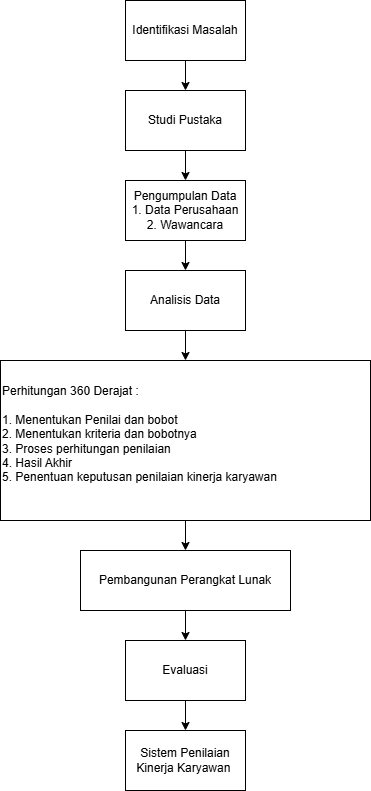 Identifikasi Masalah
Studi Pustaka
Pengumpulan Data
1. Data Perusahaan
2. Wawancara
Analisis Data
Perhitungan 360 Derajat :
1. Menentukan Penilai dan bobot
2. Menentukan kriteria dan bobotnya
3. Proses perhitungan penilaian
4. Hasil Akhir
5. Penentuan keputusan penilaian kinerja karyawan
Pembangunan Perangkat Lunak
Evaluasi
Sistem Penilaian
Kinerja Karyawan